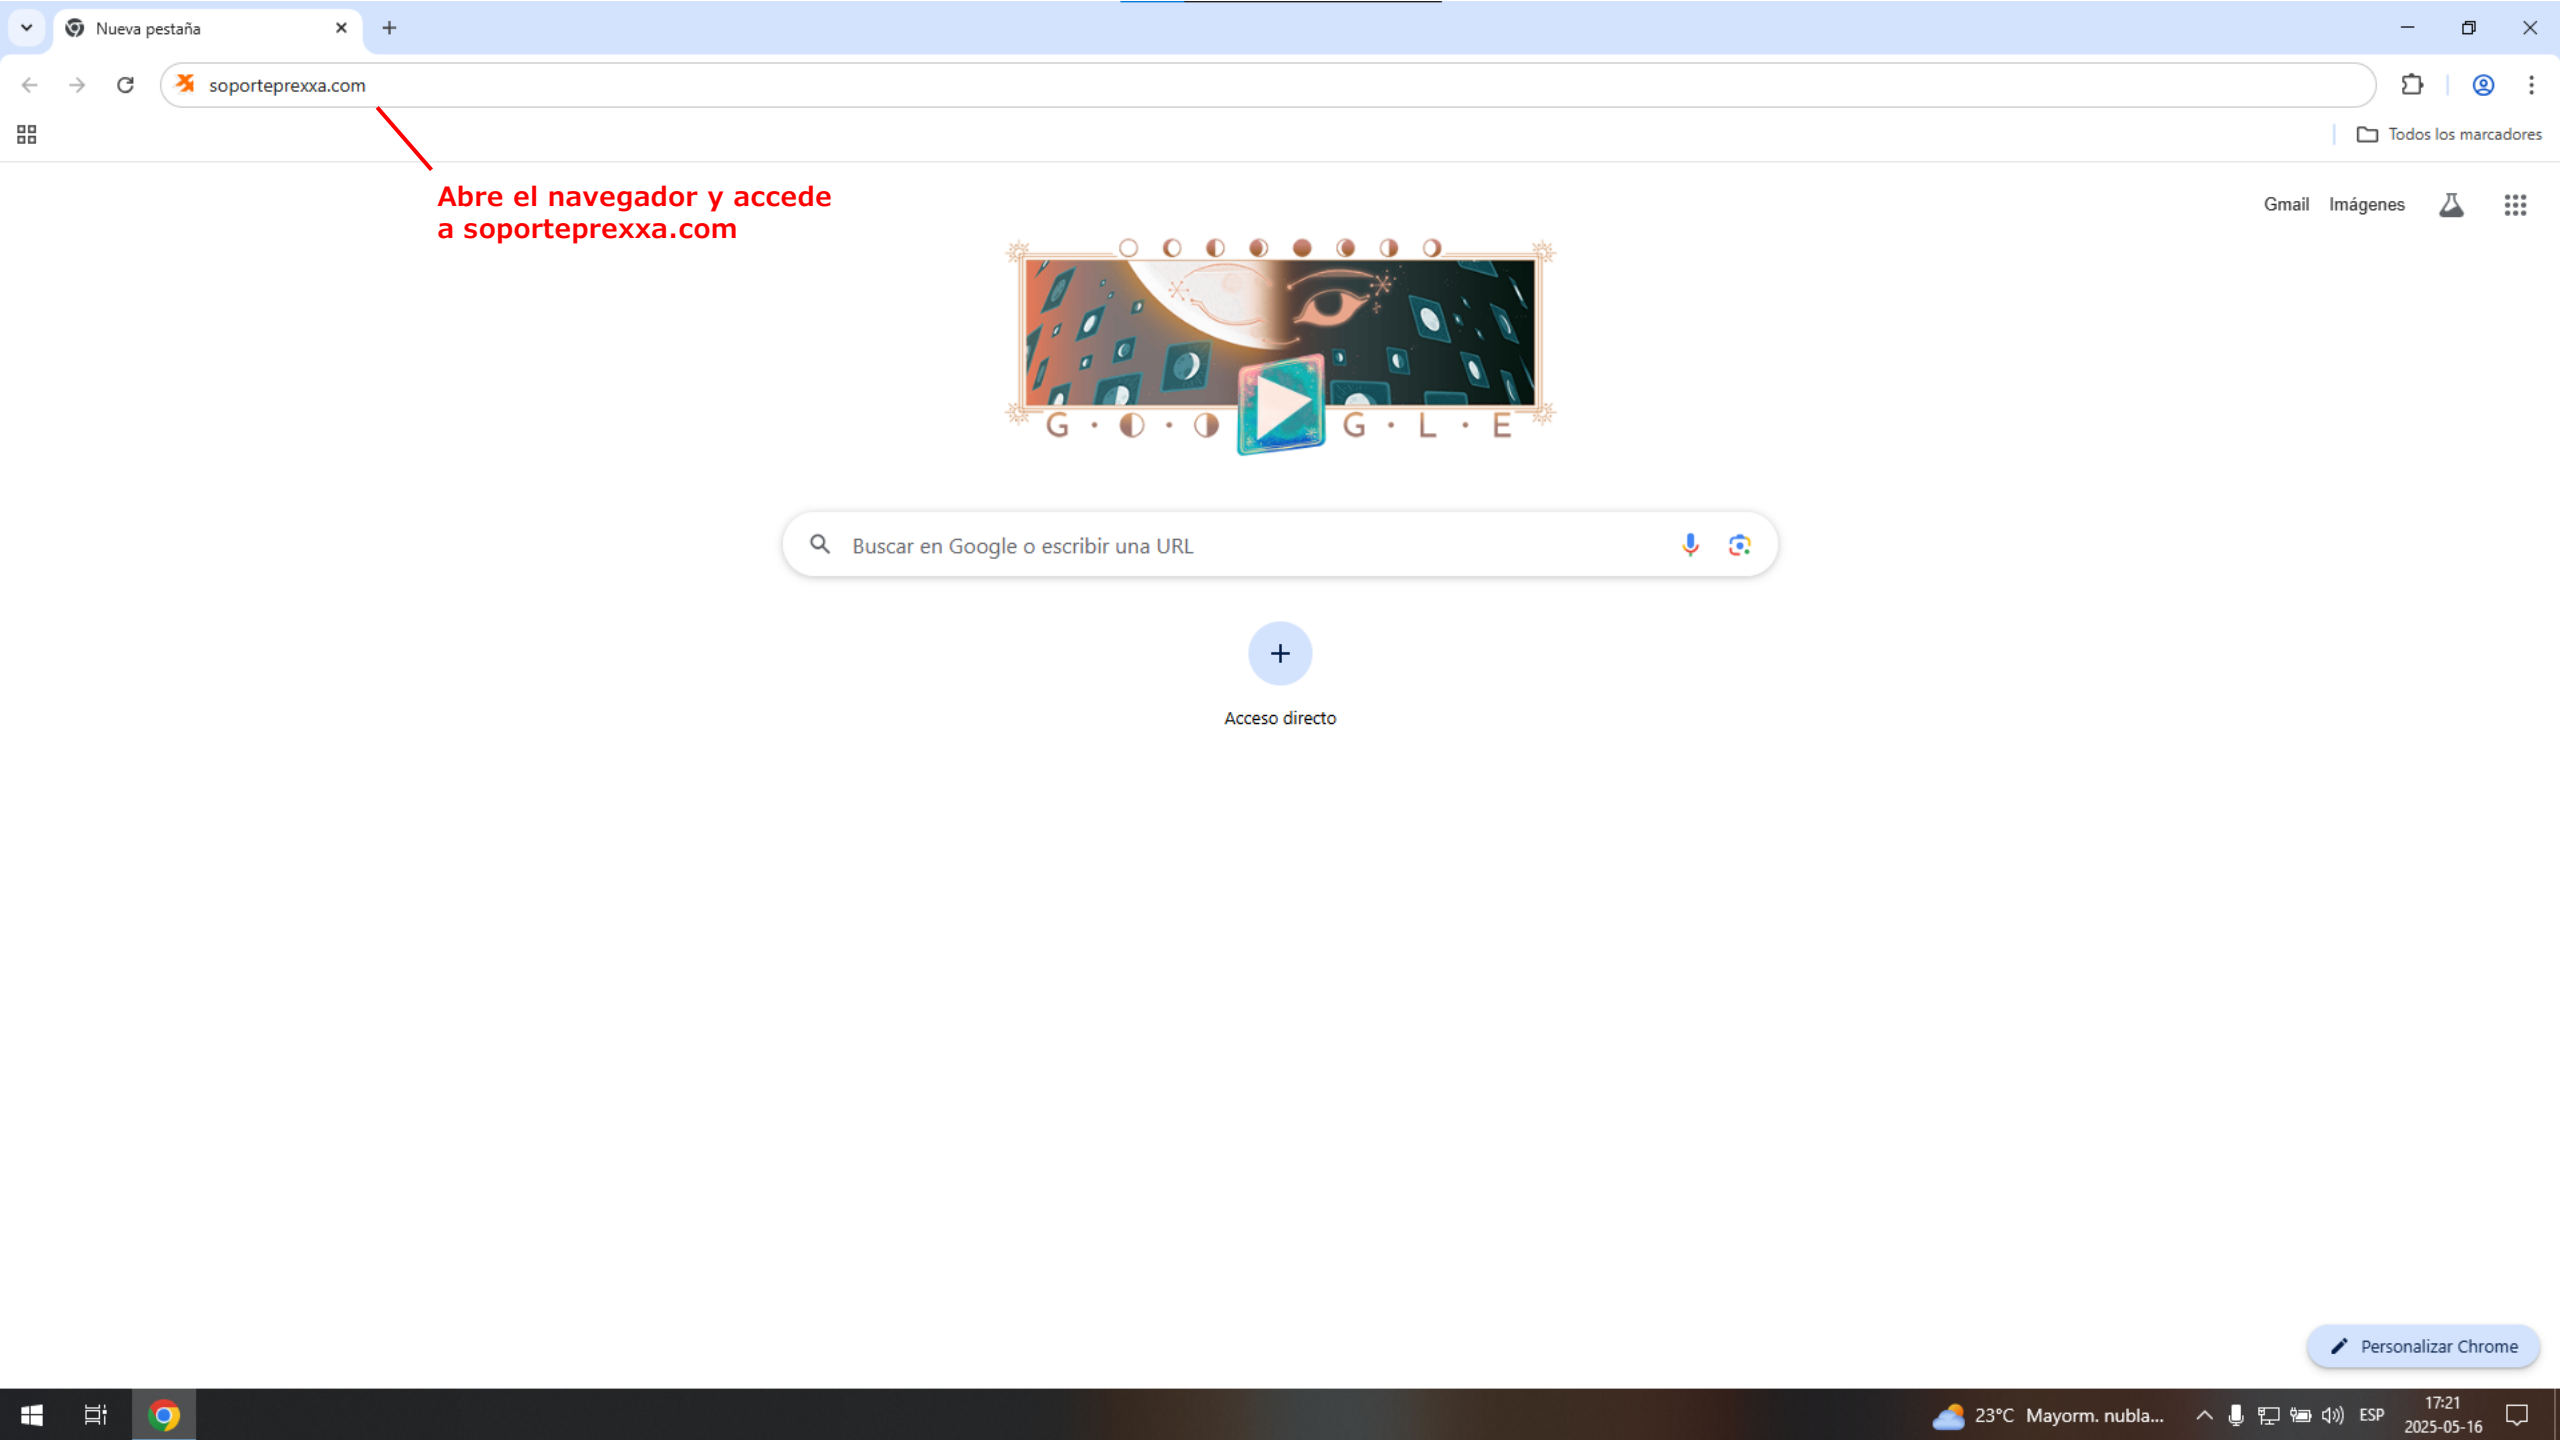 Nueva pestaña
soporteprexxa.com
Todos los marcadores
Abre el navegador y accede
a soporteprexxa.com
Gmail Imágenes
G · O · O G · L · E
Buscar en Google o escribir una URL
Acceso directo
Personalizar Chrome
23°C Mayorm. nubla...
ESP
17:21
2025-05-16